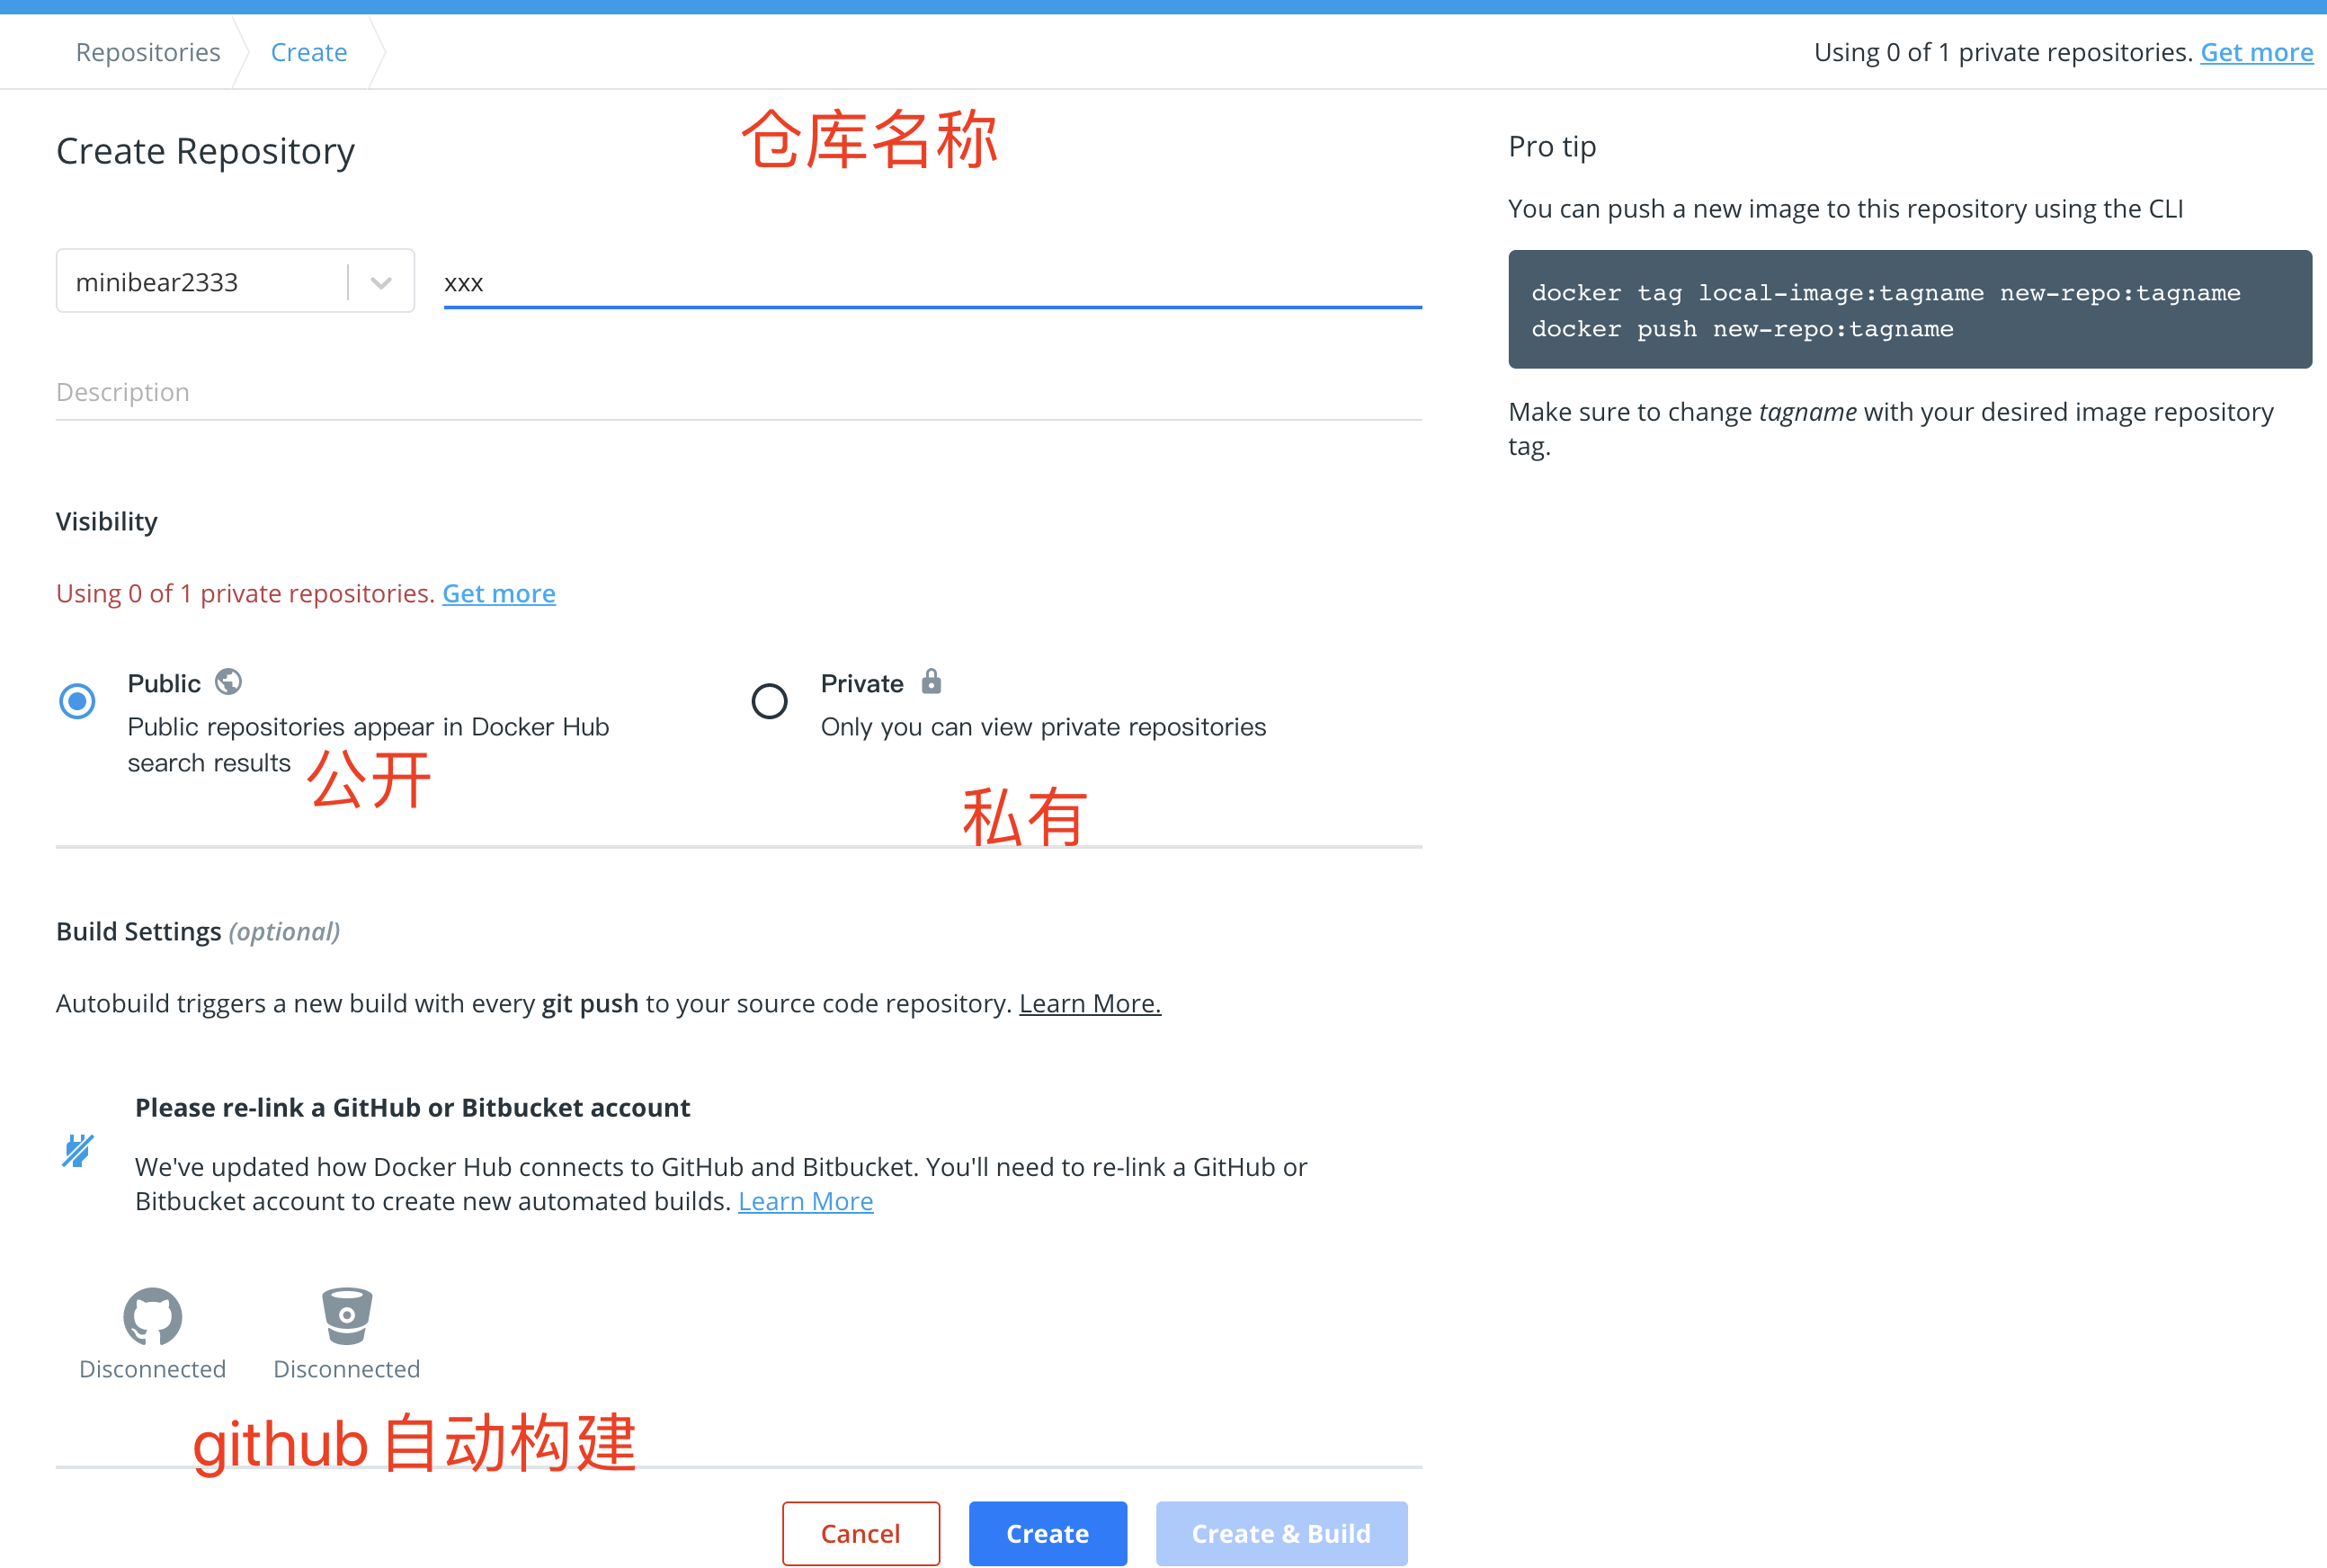 Repositories
Create
Using 0 of 1 private repositories. Get more
Create Repository
仓库名称
minibear2333
xxx
Description
Visibility
Using 0 of 1 private repositories. Get more
Public
Public repositories appear in Docker Hub
search results
公开
Private
Only you can view private repositories
私有
Build Settings (optional)
Autobuild triggers a new build with every git push to your source code repository. Learn More.
Please re-link a GitHub or Bitbucket account
We've updated how Docker Hub connects to GitHub and Bitbucket. You'll need to re-link a GitHub or
Bitbucket account to create new automated builds. Learn More
Disconnected
Disconnected
github自动构建
Cancel
Create
Create & Build
Pro tip
You can push a new image to this repository using the CLI
docker tag local-image:tagname new-repo:tagname
docker push new-repo:tagname
Make sure to change tagname with your desired image repository
tag.